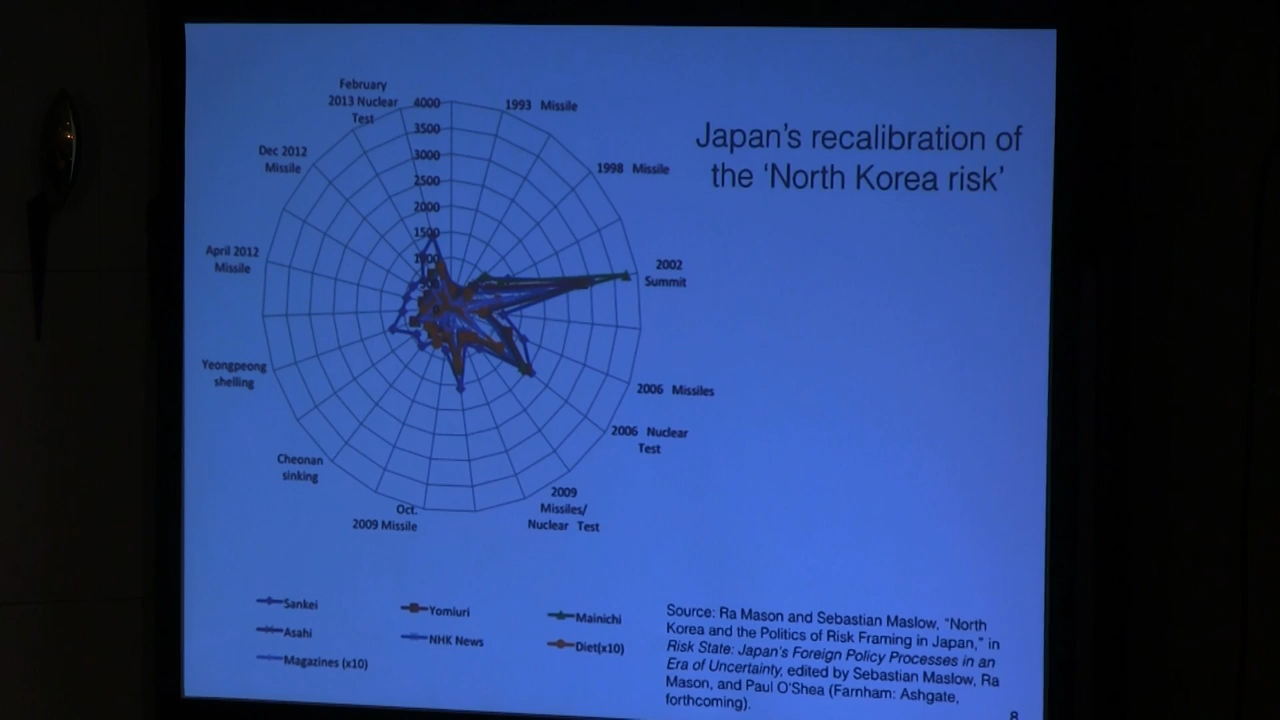 Japan's recalibration of
the 'North Korea risk'
February
2013 Nuclear
Test
4000
3500
3000
2500
2000
1500
1993 Missile
1998 Missile
2002
Summit
2006 Missiles
2006 Nuclear
Test
2009
Missiles/
Nuclear Test
Oct.
2009 Missile
Cheonan
sinking
Yeongpeong
shelling
April 2012
Missile
Dec 2012
Missile
Sankei
Yomiuri
Mainichi
Asahi
NHK News
Diet(x10)
Magazines (x10)
Source: Ra Mason and Sebastian Maslow, "North
Korea and the Politics of Risk Framing in Japan," in
Risk State: Japan's Foreign Policy Processes in an
Era of Uncertainty, edited by Sebastian Maslow, Ra
Mason, and Paul O'Shea (Farnham: Ashgate,
forthcoming).
8